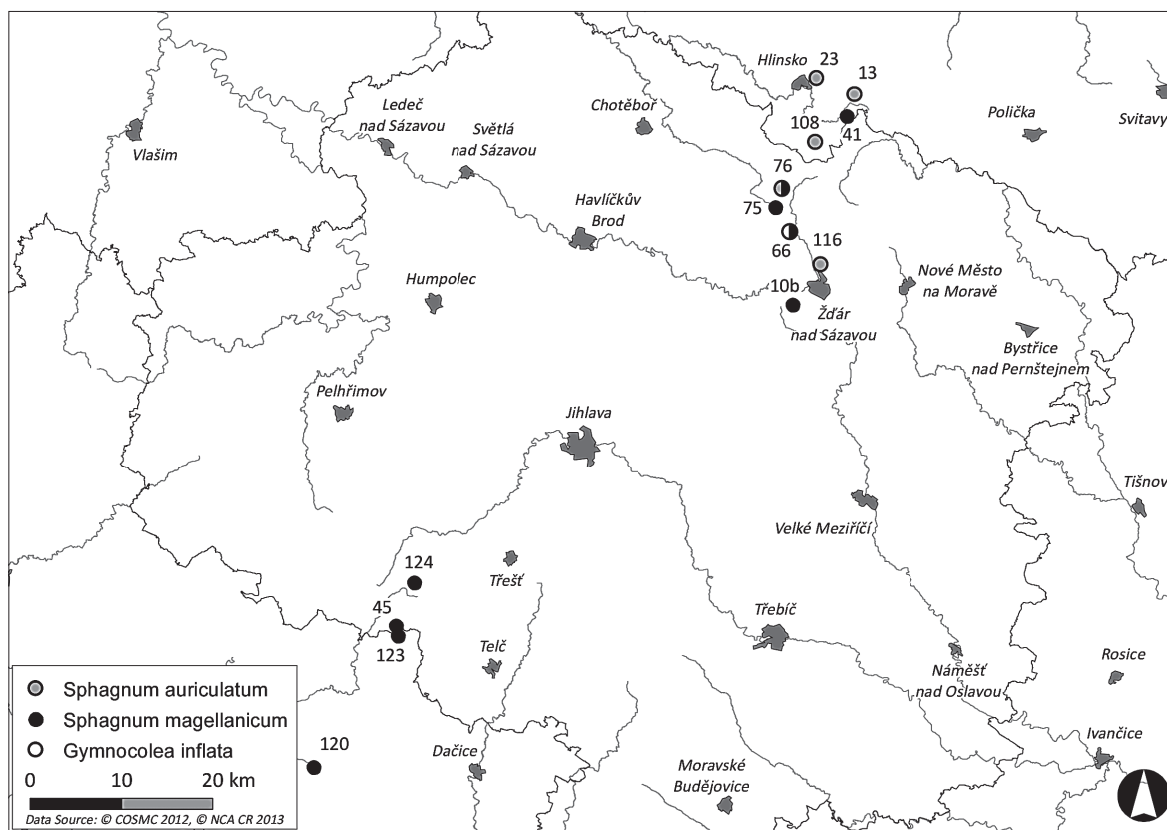 Hlinsko
23
13
Ledeč
nad Sázavou
Světlá
nad Sázavou
Chotěboř
108
41
Polička
Svitavy
Vlašim
76
75
Havlíčkův
Brod
66
116
Humpolec
10b
Žďár
nad Sázavou
Nové Město
na Moravě
Bystřice
nad Pernštejnem
Pelhřimov
Jihlava
Tišnov
Velké Meziříčí
124
Třešť
45
123
Telč
Třebíč
Náměšť
nad Oslavou
Rosice
Ivančice
120
Dačice
Moravské
Budějovice
Sphagnum auriculatum
Sphagnum magellanicum
Gymnocolea inflata
0 10 20 km
Data Source: © COSMC 2012, © NCA CR 2013